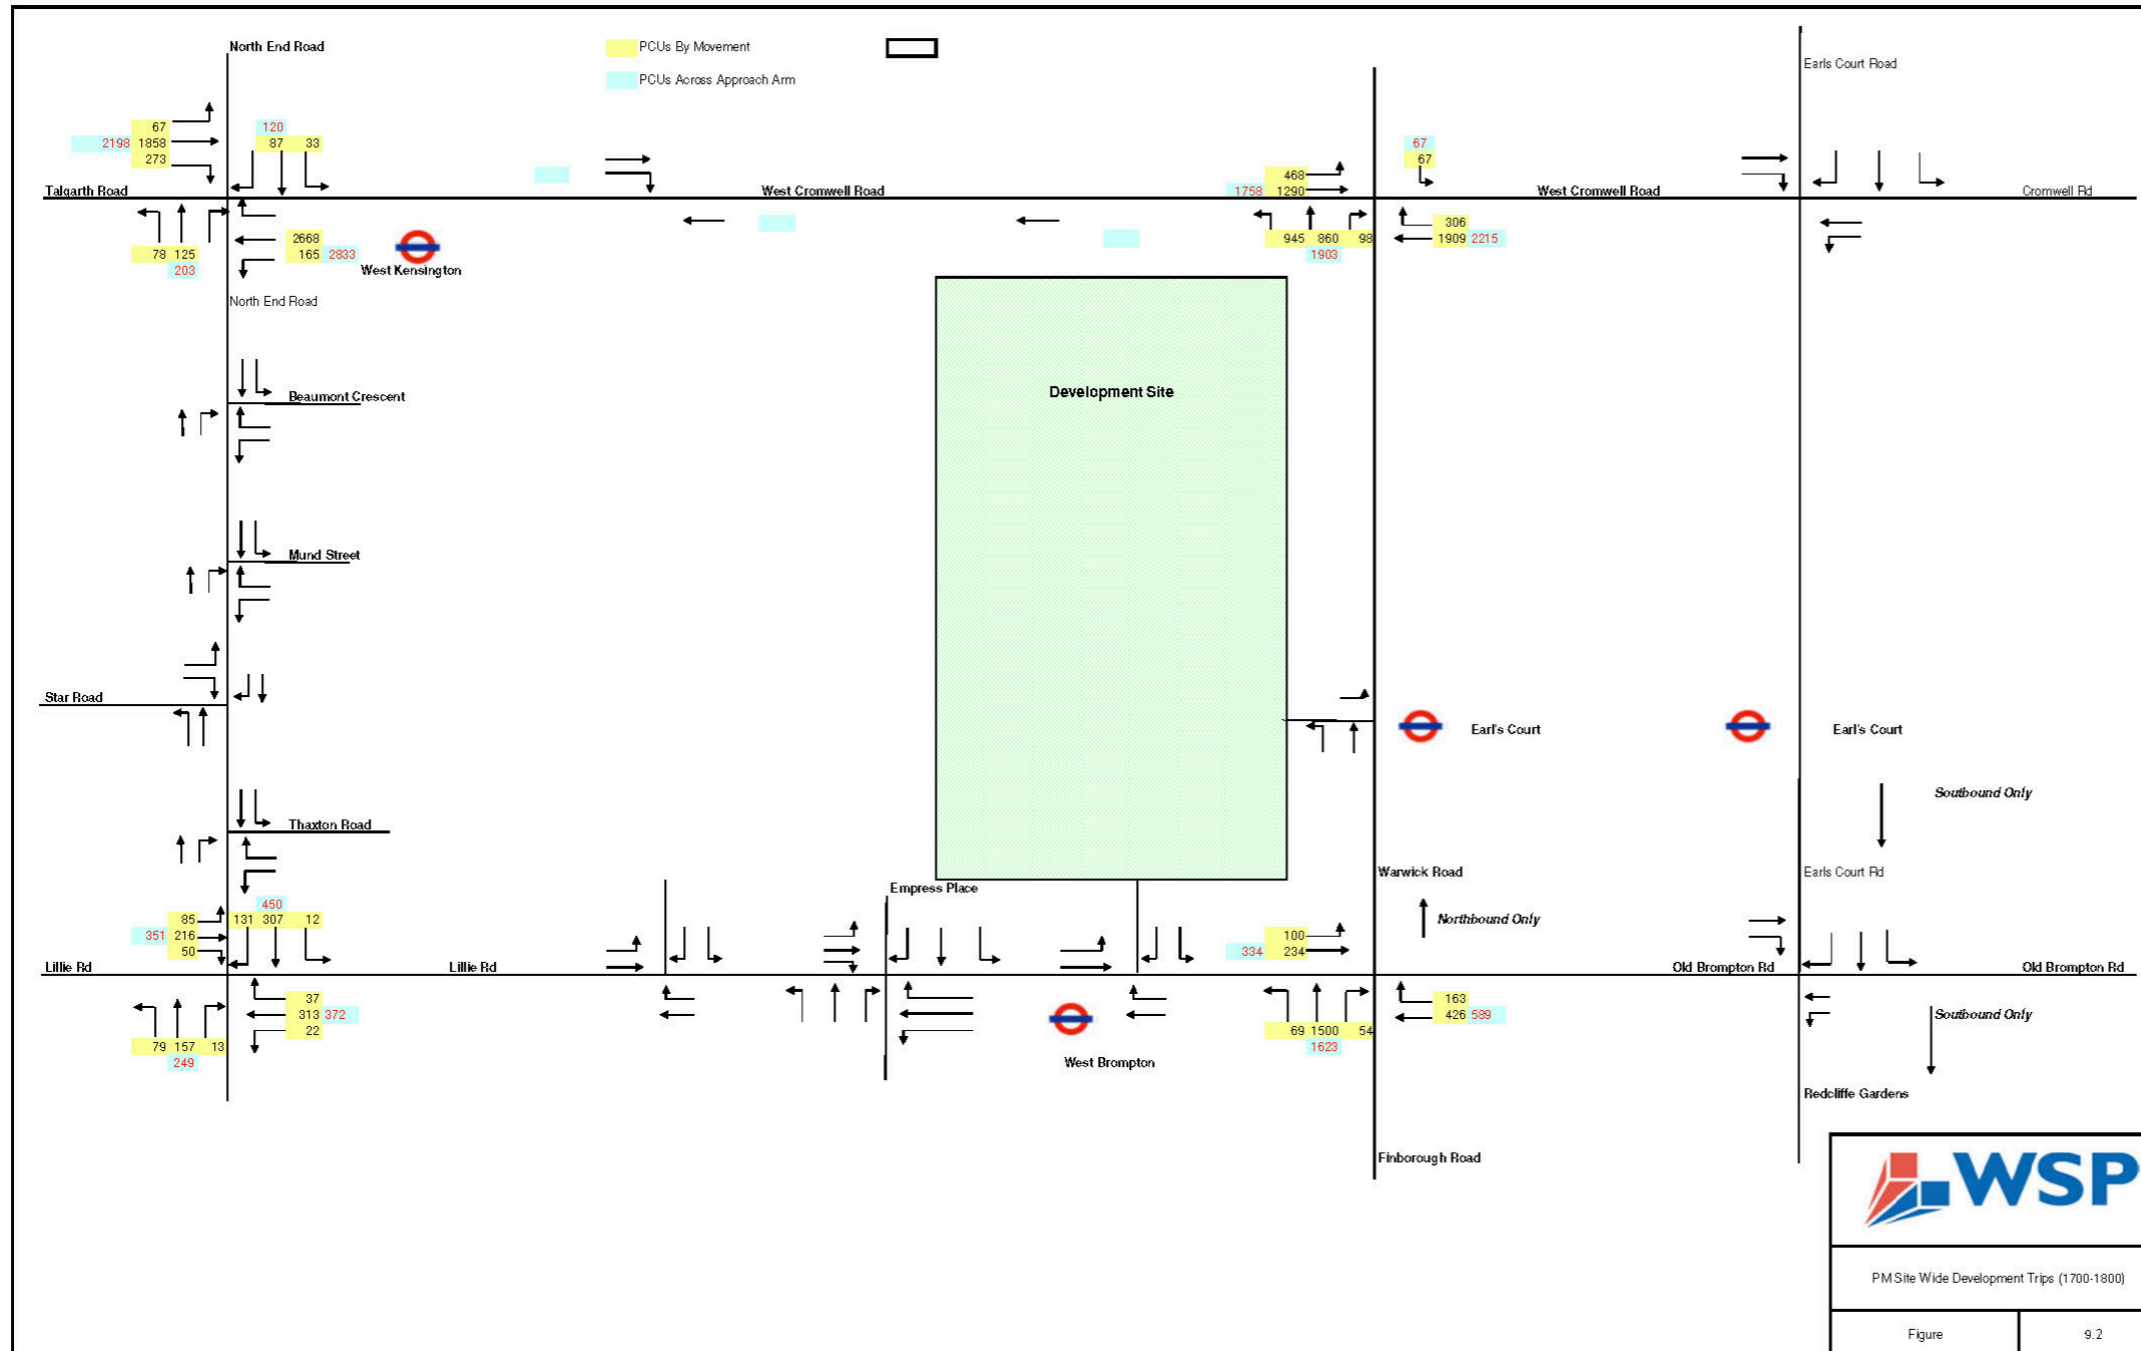 North End Road
PCUs By Movement
PCUs Across Approach Arm
Earls Court Road
67
2198 1858
273
120
87 33
67
67
468
1758 1290
Talgarth Road
West Cromwell Road
West Cromwell Road
Cromwell Rd
78 125
203
2668
165 2833
West Kensington
945 860 98
1903
306
1909 2215
North End Road
Development Site
Beaumont Crescent
Mund Street
Star Road
Earl's Court
Earl's Court
Southbound Only
Thaxton Road
Warwick Road
Earls Court Rd
Empress Place
Northbound Only
450
85
131 307 12
351 216
50
100
334 234
Lillie Rd
Lillie Rd
Old Brompton Rd
Old Brompton Rd
37
313 372
22
79 157 13
249
163
426 589
69 1500 54
1623
Southbound Only
West Brompton
Redcliffe Gardens
Finborough Road
WSP
PM Site Wide Development Trips (1700-1800)
Figure 9.2